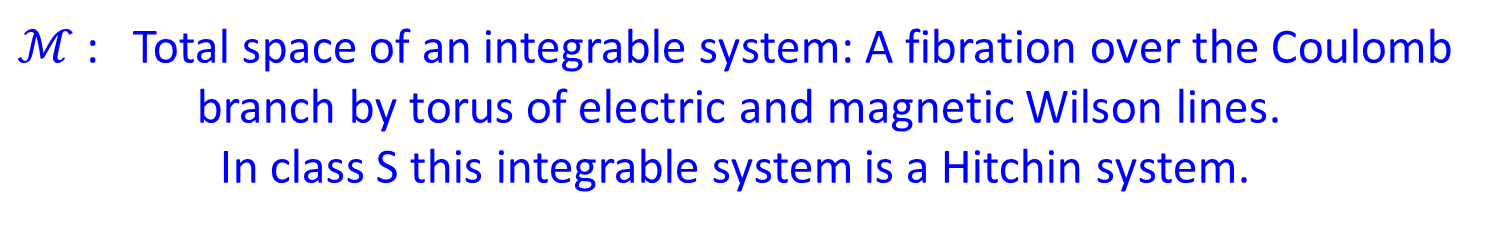 ℳ : Total space of an integrable system: A fibration over the Coulomb
branch by torus of electric and magnetic Wilson lines.
In class S this integrable system is a Hitchin system.